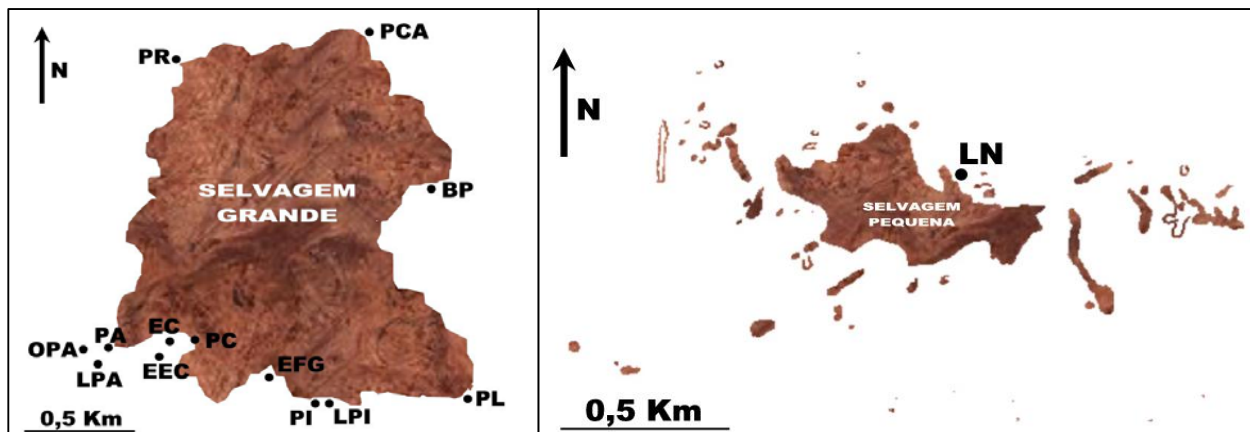 PCA
PR
N
BP
SELVAGEM
GRANDE
EC
PA
PC
OPA
LPA
EEC
EFG
PI
LPI
PL
0,5 Km
N
LN
SELVAGEM
PEQUENA
0,5 Km